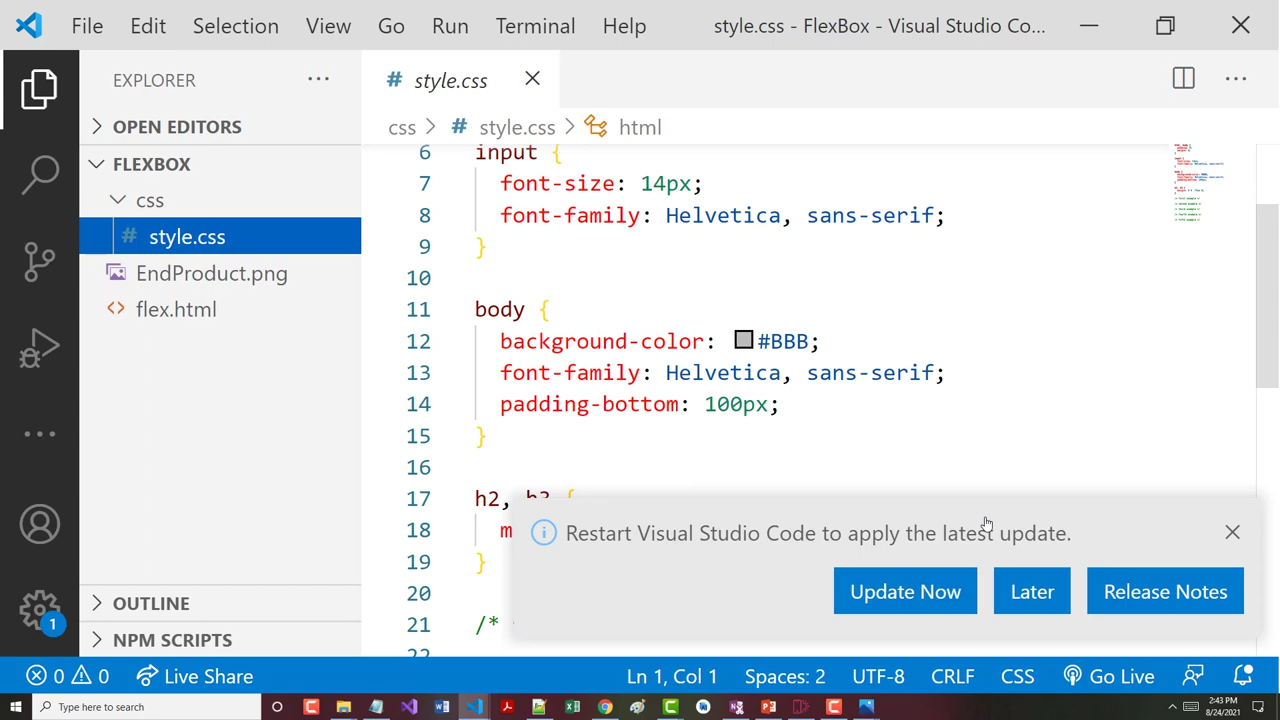 File Edit Selection View Go Run Terminal Help style.css - FlexBox - Visual Studio Co...
EXPLORER
OPEN EDITORS
FLEXBOX
css
style.css
EndProduct.png
flex.html
OUTLINE
NPM SCRIPTS
# style.css
css > # style.css > html
6 input {
7 font-size: 14px;
8 font-family: Helvetica, sans-serif;
9 }
10
11 body {
12 background-color: #BBB;
13 font-family: Helvetica, sans-serif;
14 padding-bottom: 100px;
15 }
16
17 h2, h3 {
18 m
19 }
20
21 /*
22
Restart Visual Studio Code to apply the latest update.
Update Now Later Release Notes
1
0 0 Live Share Ln 1, Col 1 Spaces: 2 UTF-8 CRLF CSS Go Live
Type here to search
2:43 PM
8/24/2021